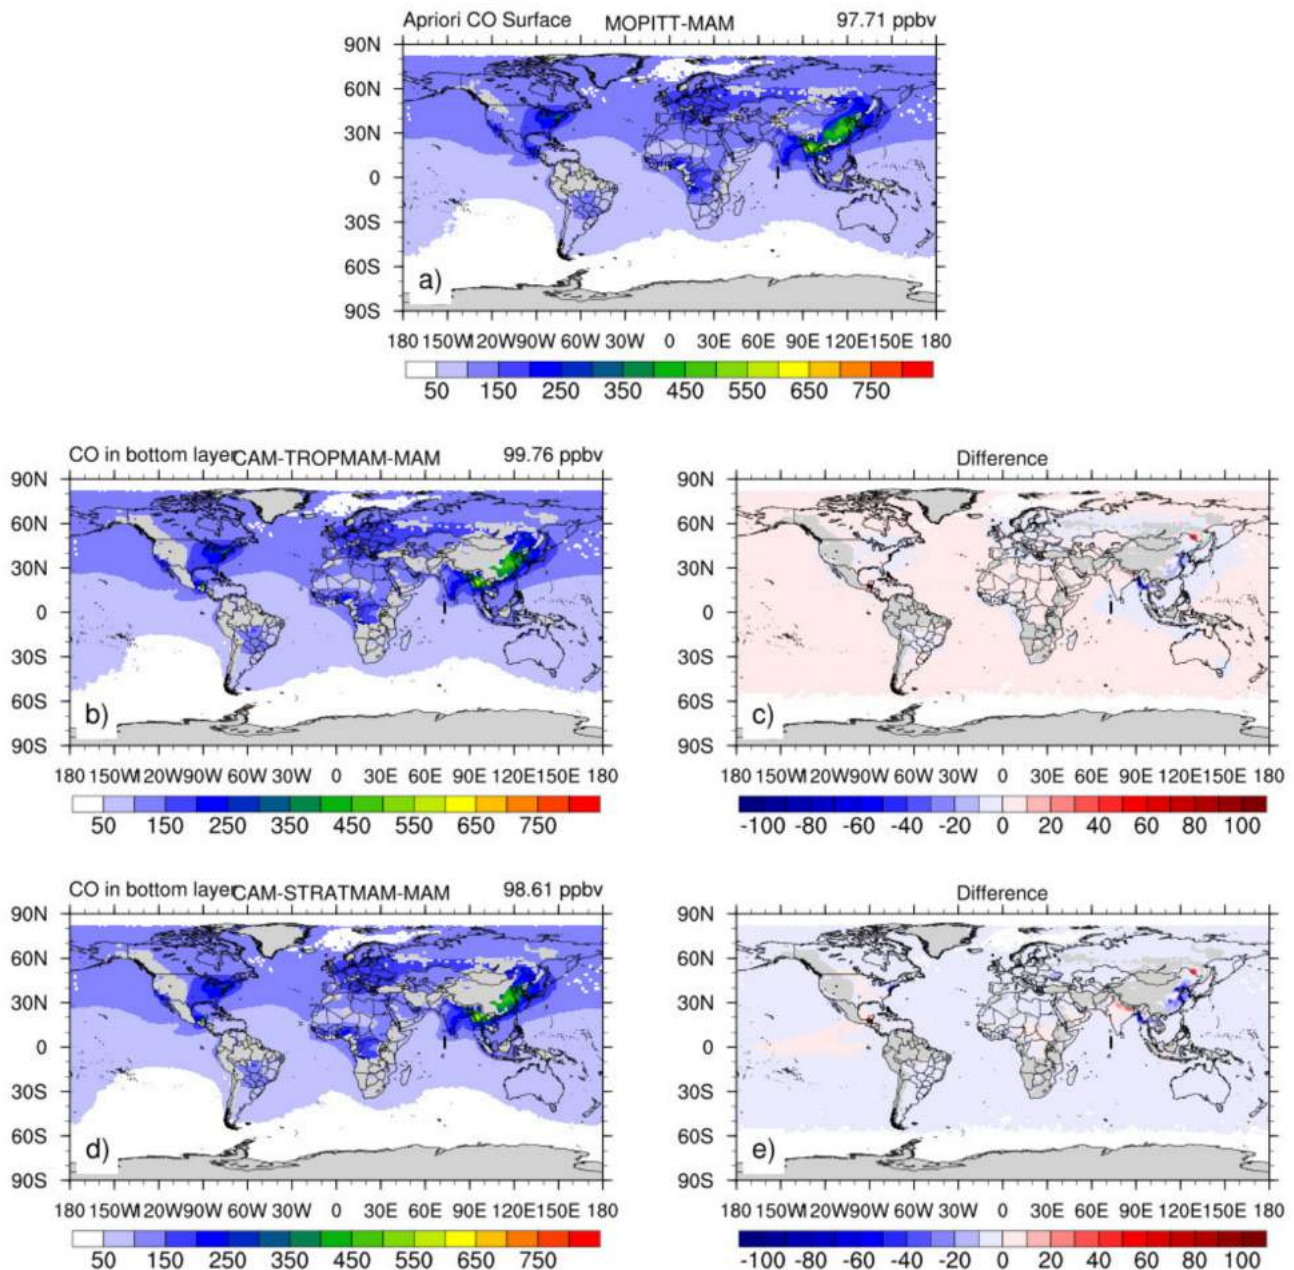 Apriori CO Surface MOPITT-MAM 97.71 ppbv
90N
60N
30N
0
30S
60S
90S
a)
180 150W120W90W 60W 30W 0 30E 60E 90E 120E150E 180
50 150 250 350 450 550 650 750
CO in bottom layer CAM-TROPMAM-MAM 99.76 ppbv
90N
60N
30N
0
30S
60S
90S
b)
180 150W120W90W 60W 30W 0 30E 60E 90E 120E150E 180
50 150 250 350 450 550 650 750
Difference
90N
60N
30N
0
30S
60S
90S
c)
180 150W120W90W 60W 30W 0 30E 60E 90E 120E150E 180
-100 -80 -60 -40 -20 0 20 40 60 80 100
CO in bottom layer CAM-STRATMAM-MAM 98.61 ppbv
90N
60N
30N
0
30S
60S
90S
d)
180 150W120W90W 60W 30W 0 30E 60E 90E 120E150E 180
50 150 250 350 450 550 650 750
Difference
90N
60N
30N
0
30S
60S
90S
e)
180 150W120W90W 60W 30W 0 30E 60E 90E 120E150E 180
-100 -80 -60 -40 -20 0 20 40 60 80 100